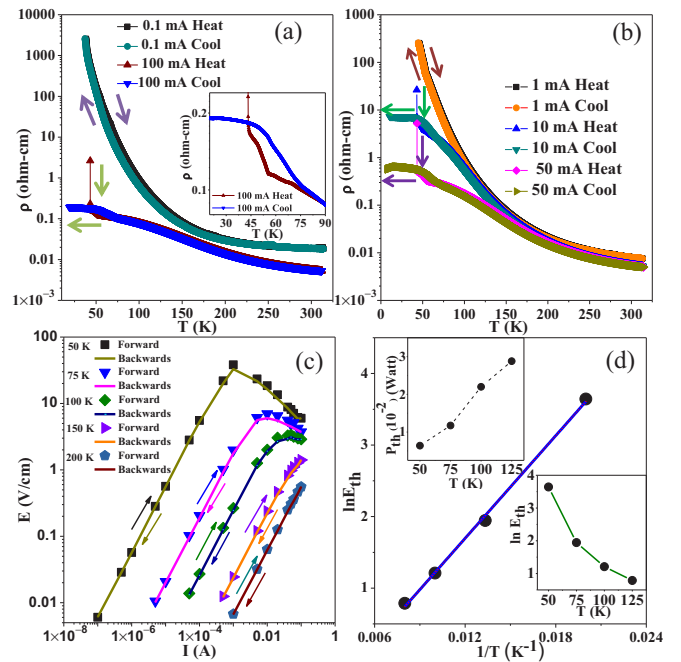 (a)
10000
1000
100
10
1
0.1
0.01
1×10⁻³
ρ (ohm-cm)
0.1 mA Heat
0.1 mA Cool
100 mA Heat
100 mA Cool
0.2
0.1
ρ (ohm-cm)
100 mA Heat
100 mA Cool
30 45 60 75 90
T (K)
50 100 150 200 250 300
T (K)
(b)
1000
100
10
1
0.1
0.01
1×10⁻³
ρ (ohm-cm)
1 mA Heat
1 mA Cool
10 mA Heat
10 mA Cool
50 mA Heat
50 mA Cool
0 50 100 150 200 250 300
T (K)
(c)
100
10
1
0.1
0.01
E (V/cm)
50 K Forward
Backwards
75 K Forward
Backwards
100 K Forward
Backwards
150 K Forward
Backwards
200 K Forward
Backwards
1×10⁻⁸ 1×10⁻⁶ 1×10⁻⁴ 0.01 1
I (A)
(d)
4
3
2
1
lnE_th
P_th(10⁻²) (Watt)
3
2
1
50 75 100 125
T (K)
ln E_th
4
3
2
1
0
50 75 100 125
T (K)
0.006 0.012 0.018 0.024
1/T (K⁻¹)